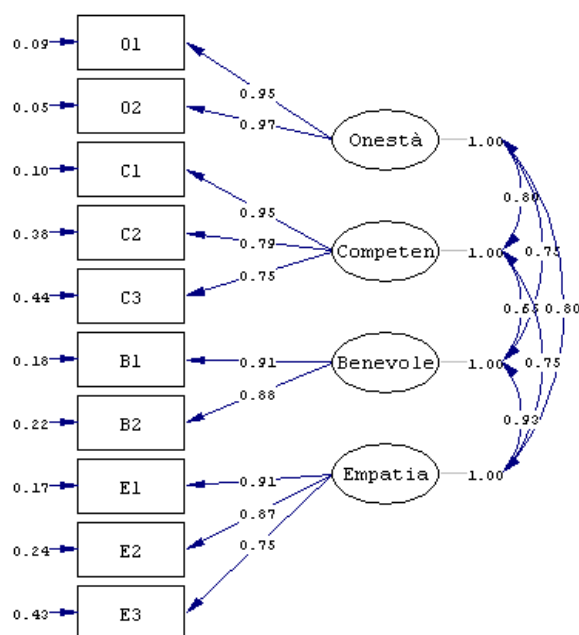 0.09 O1
0.95
0.05 O2
0.97
Onestà 1.00
0.10 C1
0.95
0.80
0.38 C2
0.79
Competen 1.00 0.75
0.44 C3
0.75
0.65 0.80
0.18 B1
0.91
Benevole 1.00 0.75
0.88
0.22 B2
0.93
0.17 E1
0.91
Empatia 1.00
0.87
0.24 E2
0.75
0.43 E3